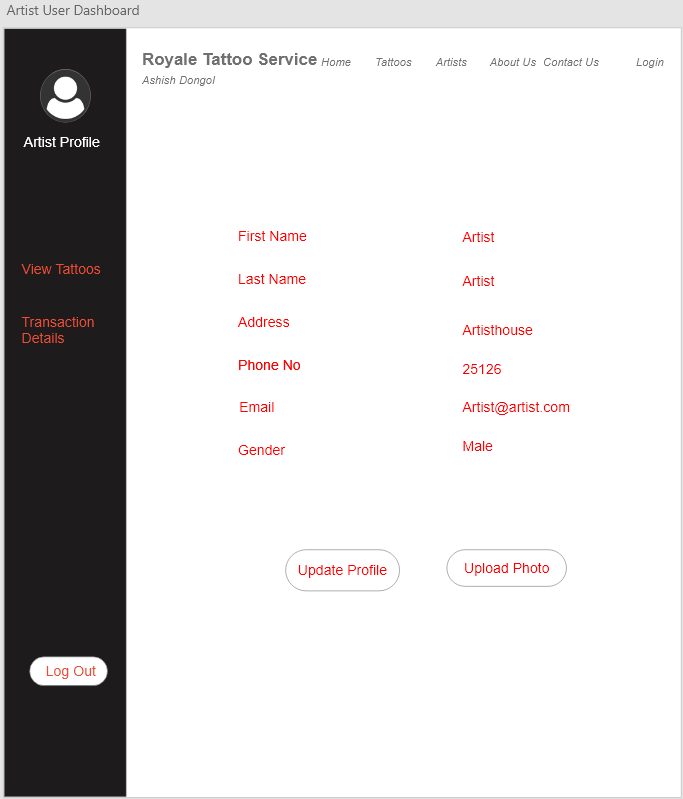 Artist User Dashboard
Royale Tattoo Service Home Tattoos Artists About Us Contact Us Login
Ashish Dongol
Artist Profile
View Tattoos
Transaction
Details
Log Out
First Name Artist
Last Name Artist
Address Artisthouse
Phone No 25126
Email Artist@artist.com
Gender Male
Update Profile Upload Photo